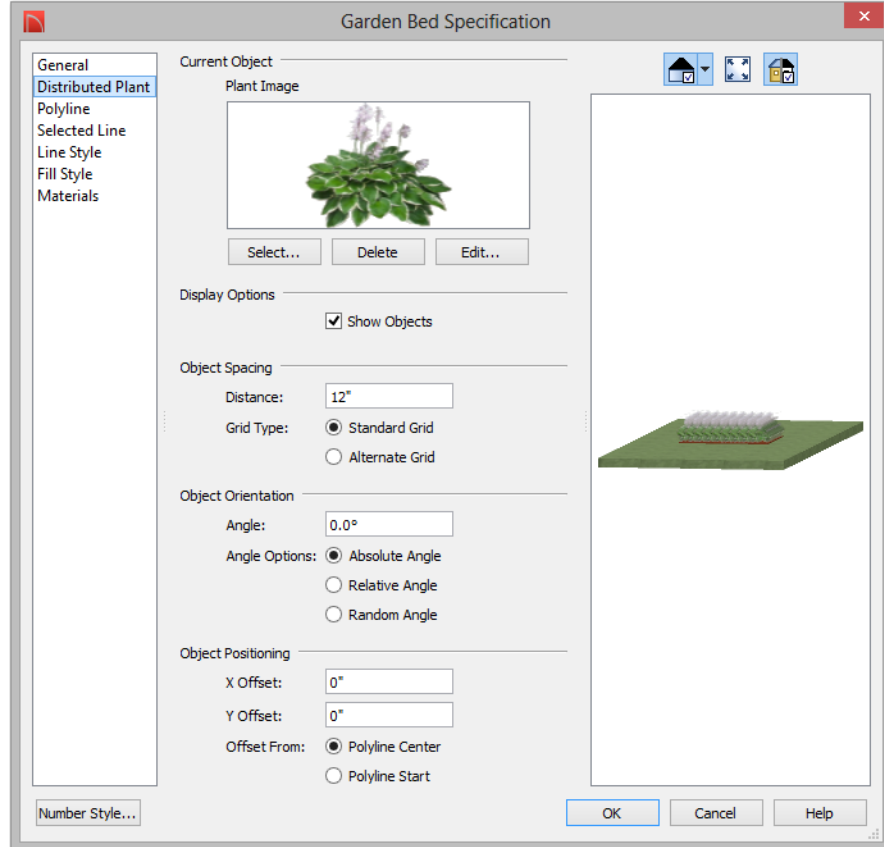 Garden Bed Specification
General
Distributed Plant
Polyline
Selected Line
Line Style
Fill Style
Materials
Current Object
Plant Image
Select... Delete Edit...
Display Options
Show Objects
Object Spacing
Distance: 12"
Grid Type: Standard Grid
Alternate Grid
Object Orientation
Angle: 0.0°
Angle Options: Absolute Angle
Relative Angle
Random Angle
Object Positioning
X Offset: 0"
Y Offset: 0"
Offset From: Polyline Center
Polyline Start
Number Style... OK Cancel Help